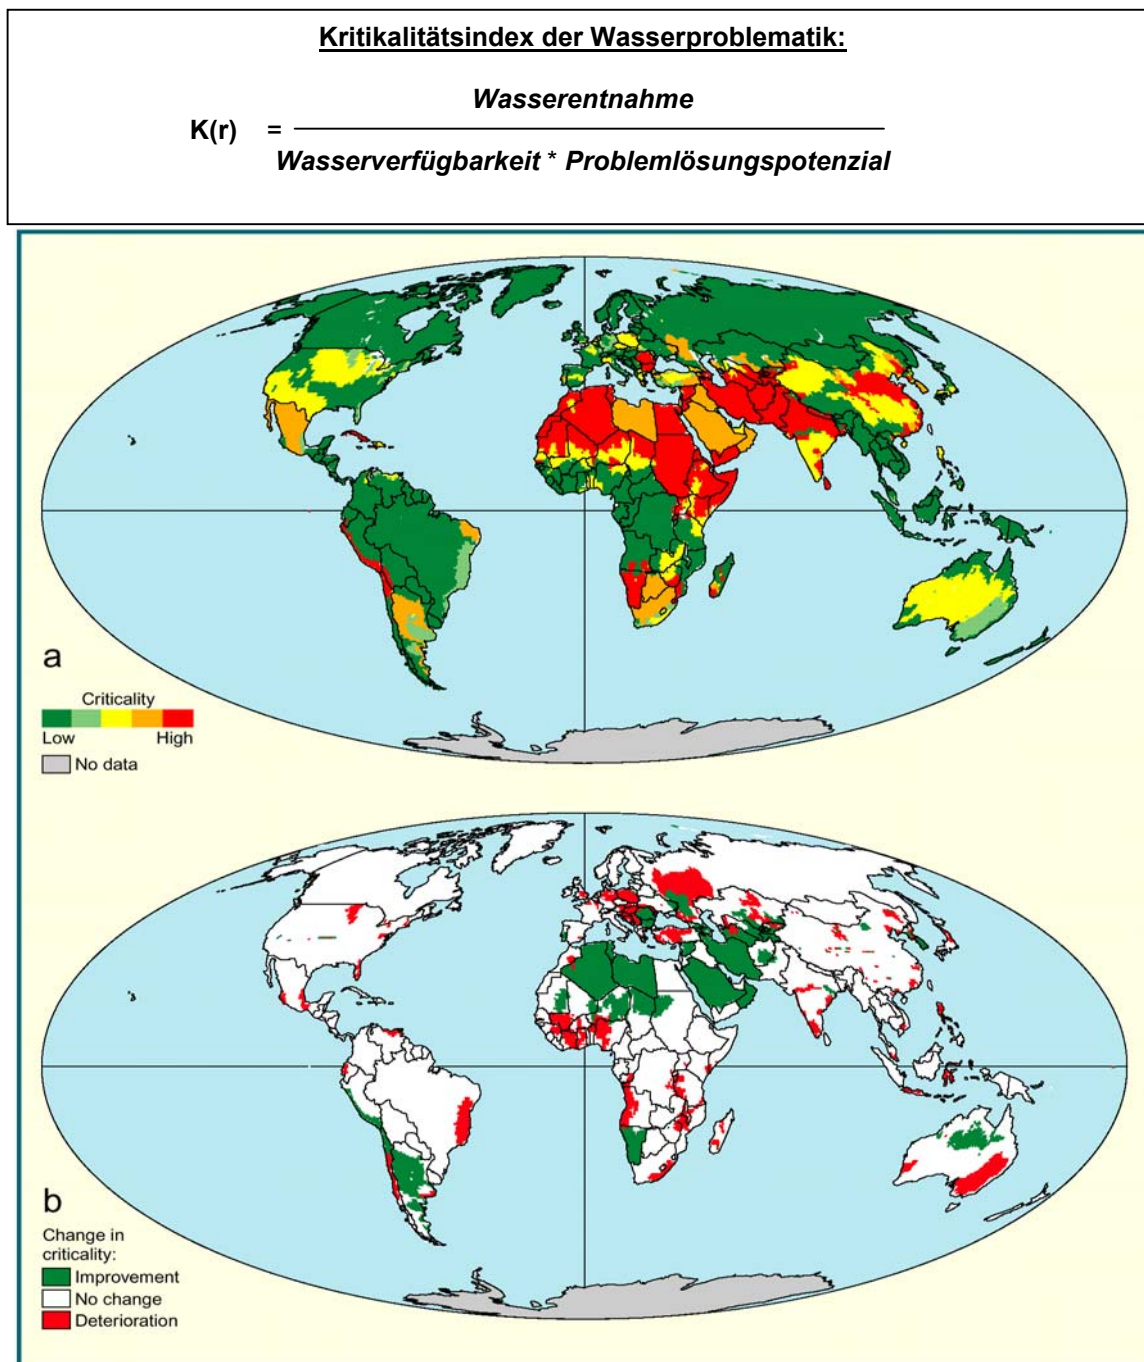 Kritikalitätsindex der Wasserproblematik:
Wasserentnahme
K(r) =
Wasserverfügbarkeit * Problemlösungspotenzial
a
Criticality
Low High
No data
b
Change in
criticality:
Improvement
No change
Deterioration